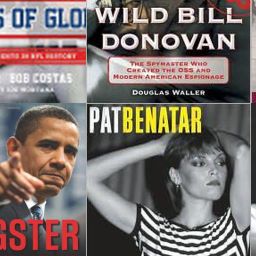 S OF GLO
BOB COSTAS
WILD BILL
DONOVAN
THE SPYMASTER WHO
CREATED THE OSS AND
MODERN AMERICAN ESPIONAGE
DOUGLAS WALLER
GSTER
PAT BENATAR